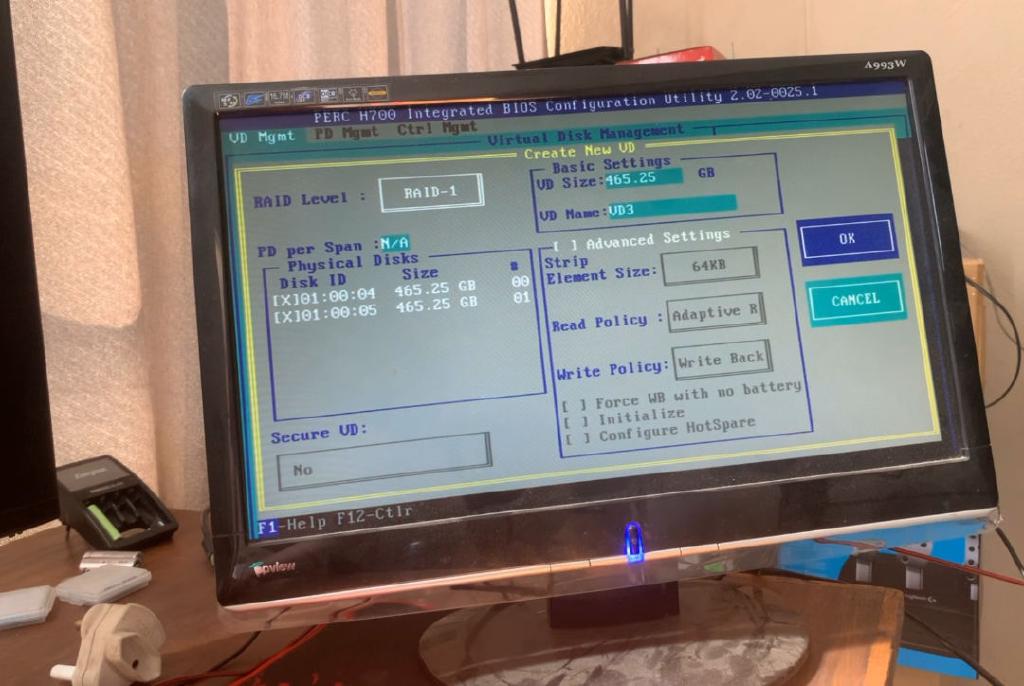 A993W
PERC H700 Integrated BIOS Configuration Utility 2.02-0025.1
VD Mgmt PD Mgmt Ctrl Mgmt
Virtual Disk Management
Create New VD
RAID Level : RAID-1
PD per Span : N/A
Physical Disks
Disk ID Size #
[X]01:00:04 465.25 GB 00
[X]01:00:05 465.25 GB 01
Secure VD:
No
Basic Settings
VD Size: 465.25 GB
VD Name: VD3
[ ] Advanced Settings
Strip
Element Size: 64KB
Read Policy : Adaptive R
Write Policy: Write Back
[ ] Force WB with no battery
[ ] Initialize
[ ] Configure HotSpare
OK
CANCEL
F1-Help F12-Ctlr
topview